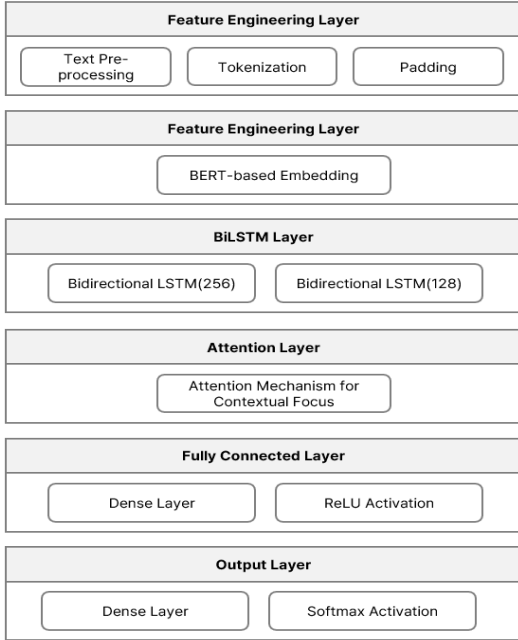 Feature Engineering Layer
Text Pre-
processing
Tokenization
Padding
Feature Engineering Layer
BERT-based Embedding
BiLSTM Layer
Bidirectional LSTM(256)
Bidirectional LSTM(128)
Attention Layer
Attention Mechanism for
Contextual Focus
Fully Connected Layer
Dense Layer
ReLU Activation
Output Layer
Dense Layer
Softmax Activation